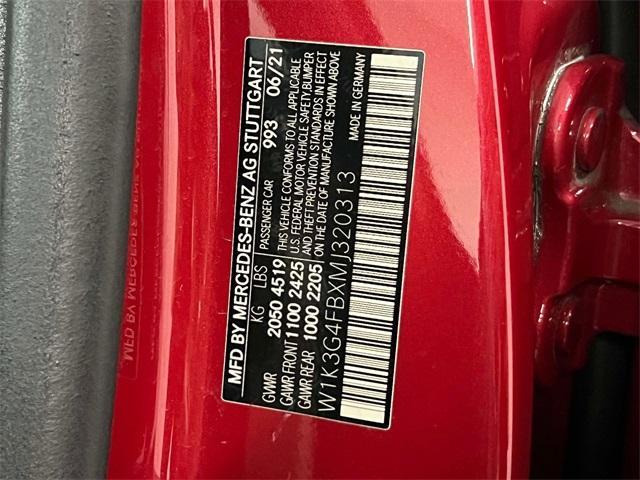 MFD BY MERCEDES-BENZ AG STUTTGART
KG LBS PASSENGER CAR 993 06/21
GVWR 2050 4519 THIS VEHICLE CONFORMS TO ALL APPLICABLE
GAWR FRONT 1100 2425 U.S. FEDERAL MOTOR VEHICLE SAFETY, BUMPER
GAWR REAR 1000 2205 AND THEFT PREVENTION STANDARDS IN EFFECT
ON THE DATE OF MANUFACTURE SHOWN ABOVE
W1K3G4FBXMJ320313 MADE IN GERMANY